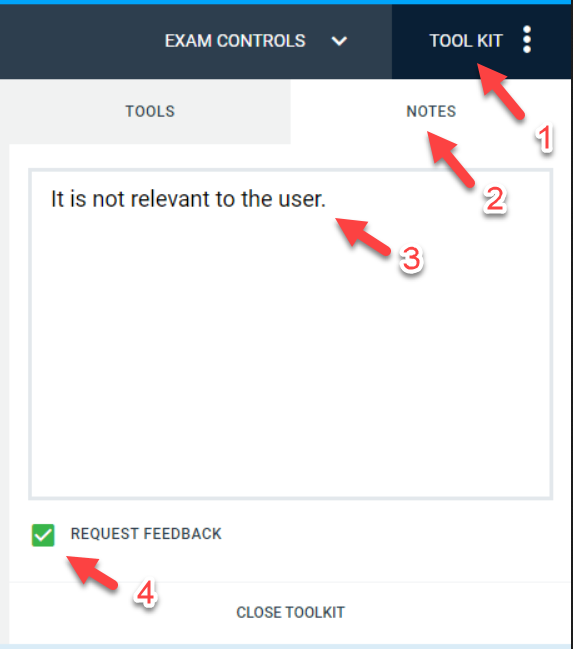 EXAM CONTROLS TOOL KIT
1
TOOLS NOTES
2
It is not relevant to the user.
3
REQUEST FEEDBACK
4
CLOSE TOOLKIT